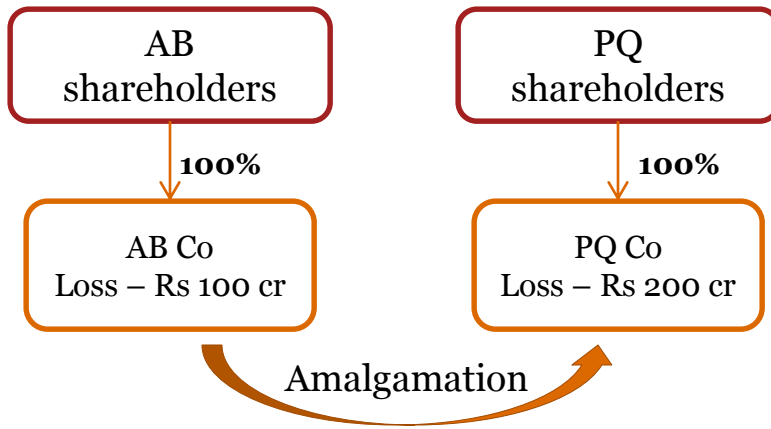 AB
shareholders
PQ
shareholders
100%
100%
AB Co
Loss – Rs 100 cr
PQ Co
Loss – Rs 200 cr
Amalgamation